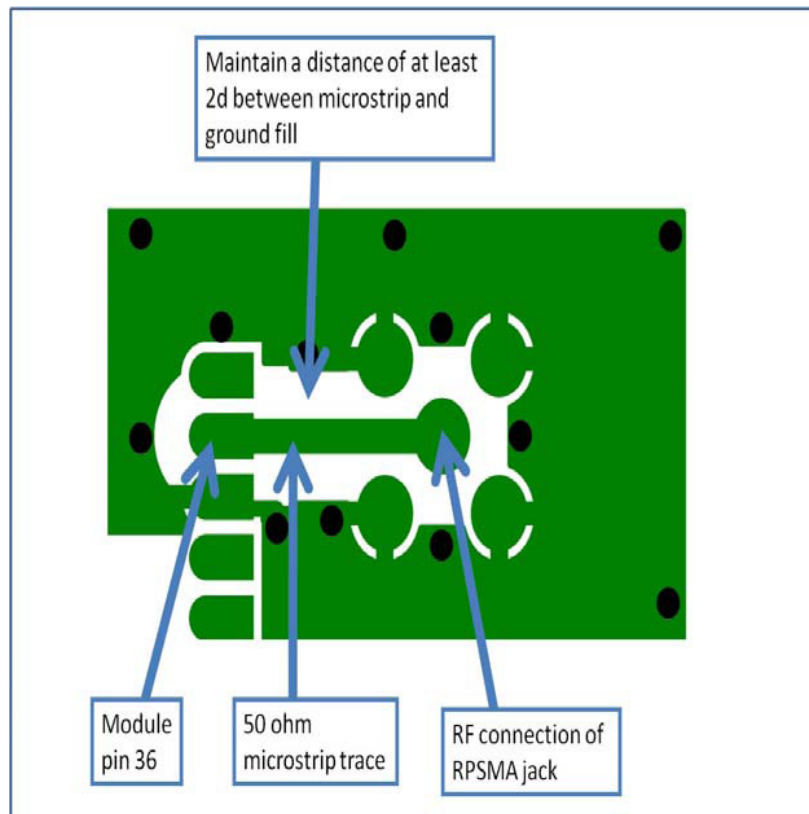 Maintain a distance of at least
2d between microstrip and
ground fill
Module
pin 36
50 ohm
microstrip trace
RF connection of
RPSMA jack